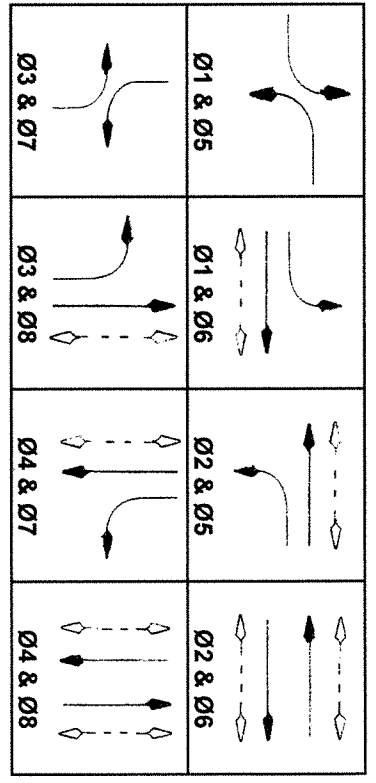 Ø1 & Ø5
Ø1 & Ø6
Ø2 & Ø5
Ø2 & Ø6
Ø3 & Ø7
Ø3 & Ø8
Ø4 & Ø7
Ø4 & Ø8